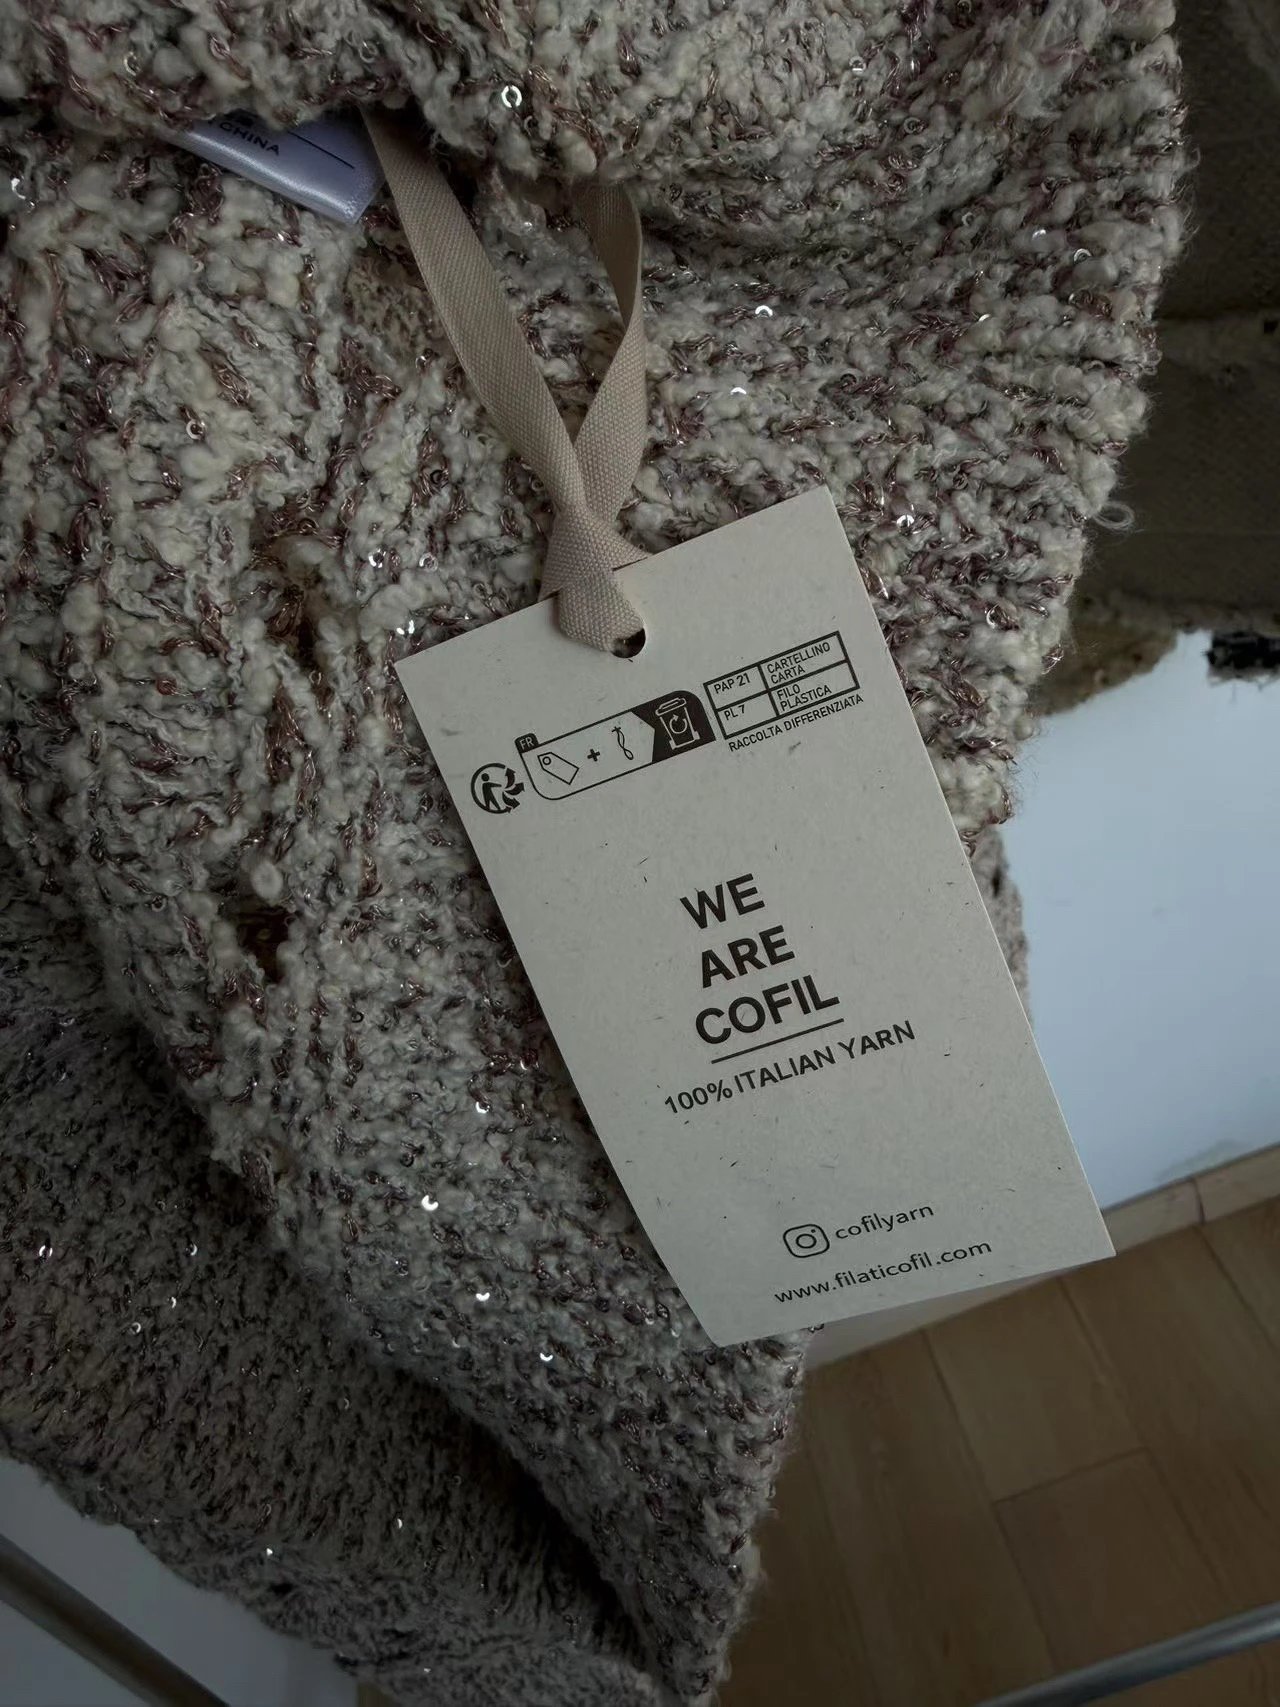 CHINA
FR
PAP 21
CARTELLINO
CARTA
PL 7
FILO
PLASTICA
RACCOLTA DIFFERENZIATA
WE
ARE
COFIL
100% ITALIAN YARN
cofilyarn
www.filaticofil.com